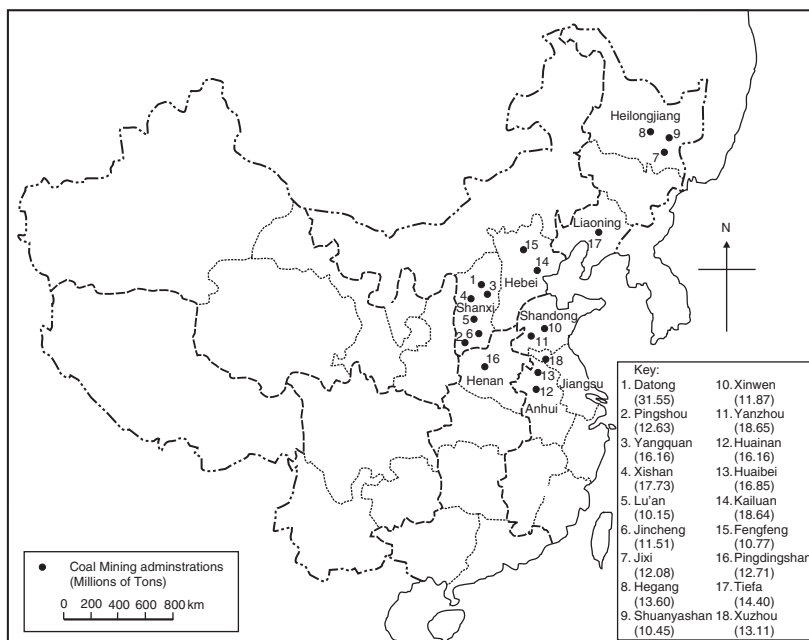 Heilongjiang
8
9
7
Liaoning
17
N
15
14
Hebei
1
3
4
Shanxi
5
6
2
Shandong
10
11
18
16
13
Henan
12
Jiangsu
Anhui
Key:
1. Datong
(31.55)
2. Pingshou
(12.63)
3. Yangquan
(16.16)
4. Xishan
(17.73)
5. Lu'an
(10.15)
6. Jincheng
(11.51)
7. Jixi
(12.08)
8. Hegang
(13.60)
9. Shuanyashan
(10.45)
10. Xinwen
(11.87)
11. Yanzhou
(18.65)
12. Huainan
(16.16)
13. Huaibei
(16.85)
14. Kailuan
(18.64)
15. Fengfeng
(10.77)
16. Pingdingshan
(12.71)
17. Tiefa
(14.40)
18. Xuzhou
(13.11)
Coal Mining adminstrations
(Millions of Tons)
0 200 400 600 800 km